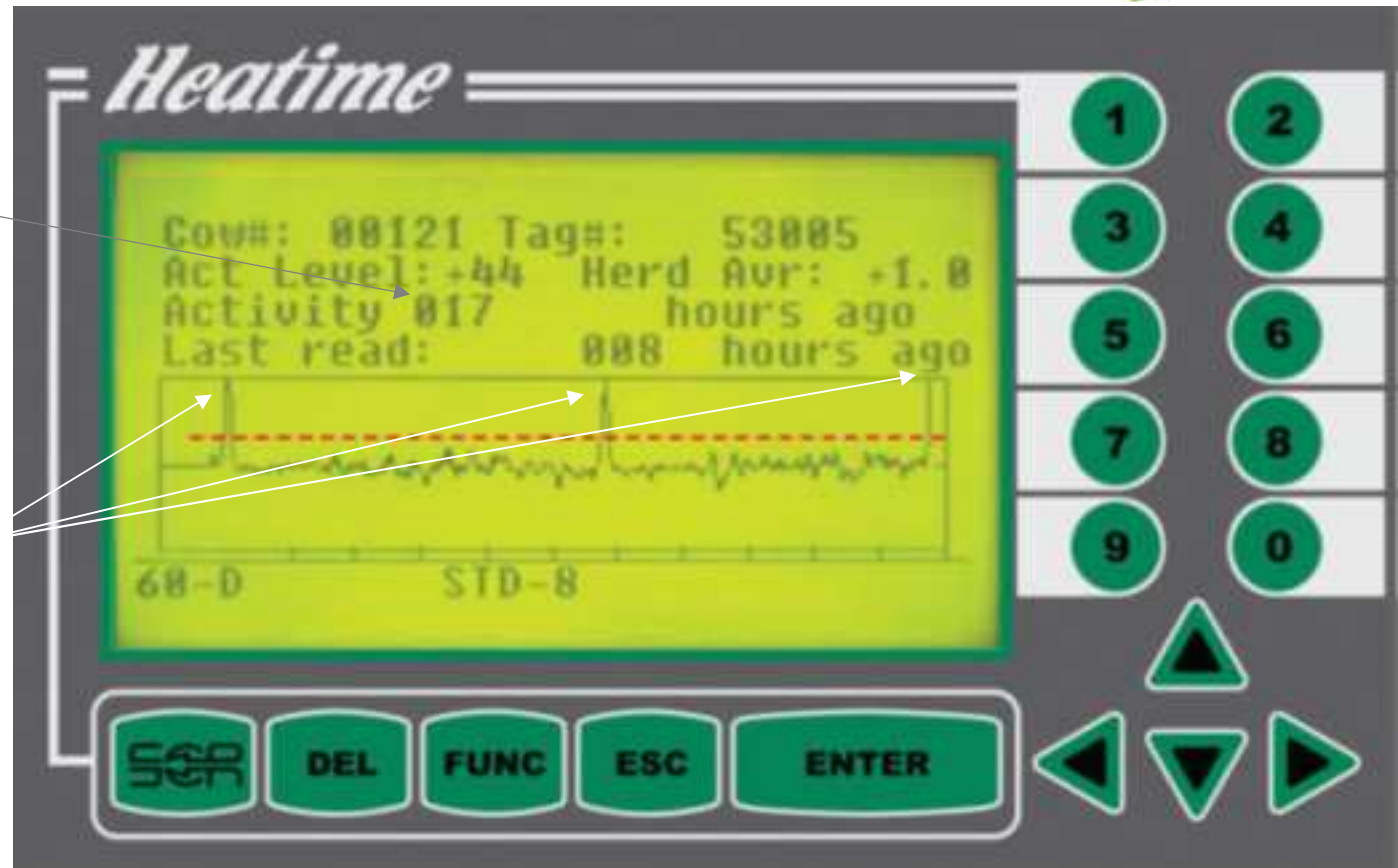 Heatime
Cow#: 00121 Tag#: 53005
Act Level:+44 Herd Avr: +1.0
Activity 017 hours ago
Last read: 008 hours ago
60-D STD-8
1 2
3 4
5 6
7 8
9 0
SCR DEL FUNC ESC ENTER